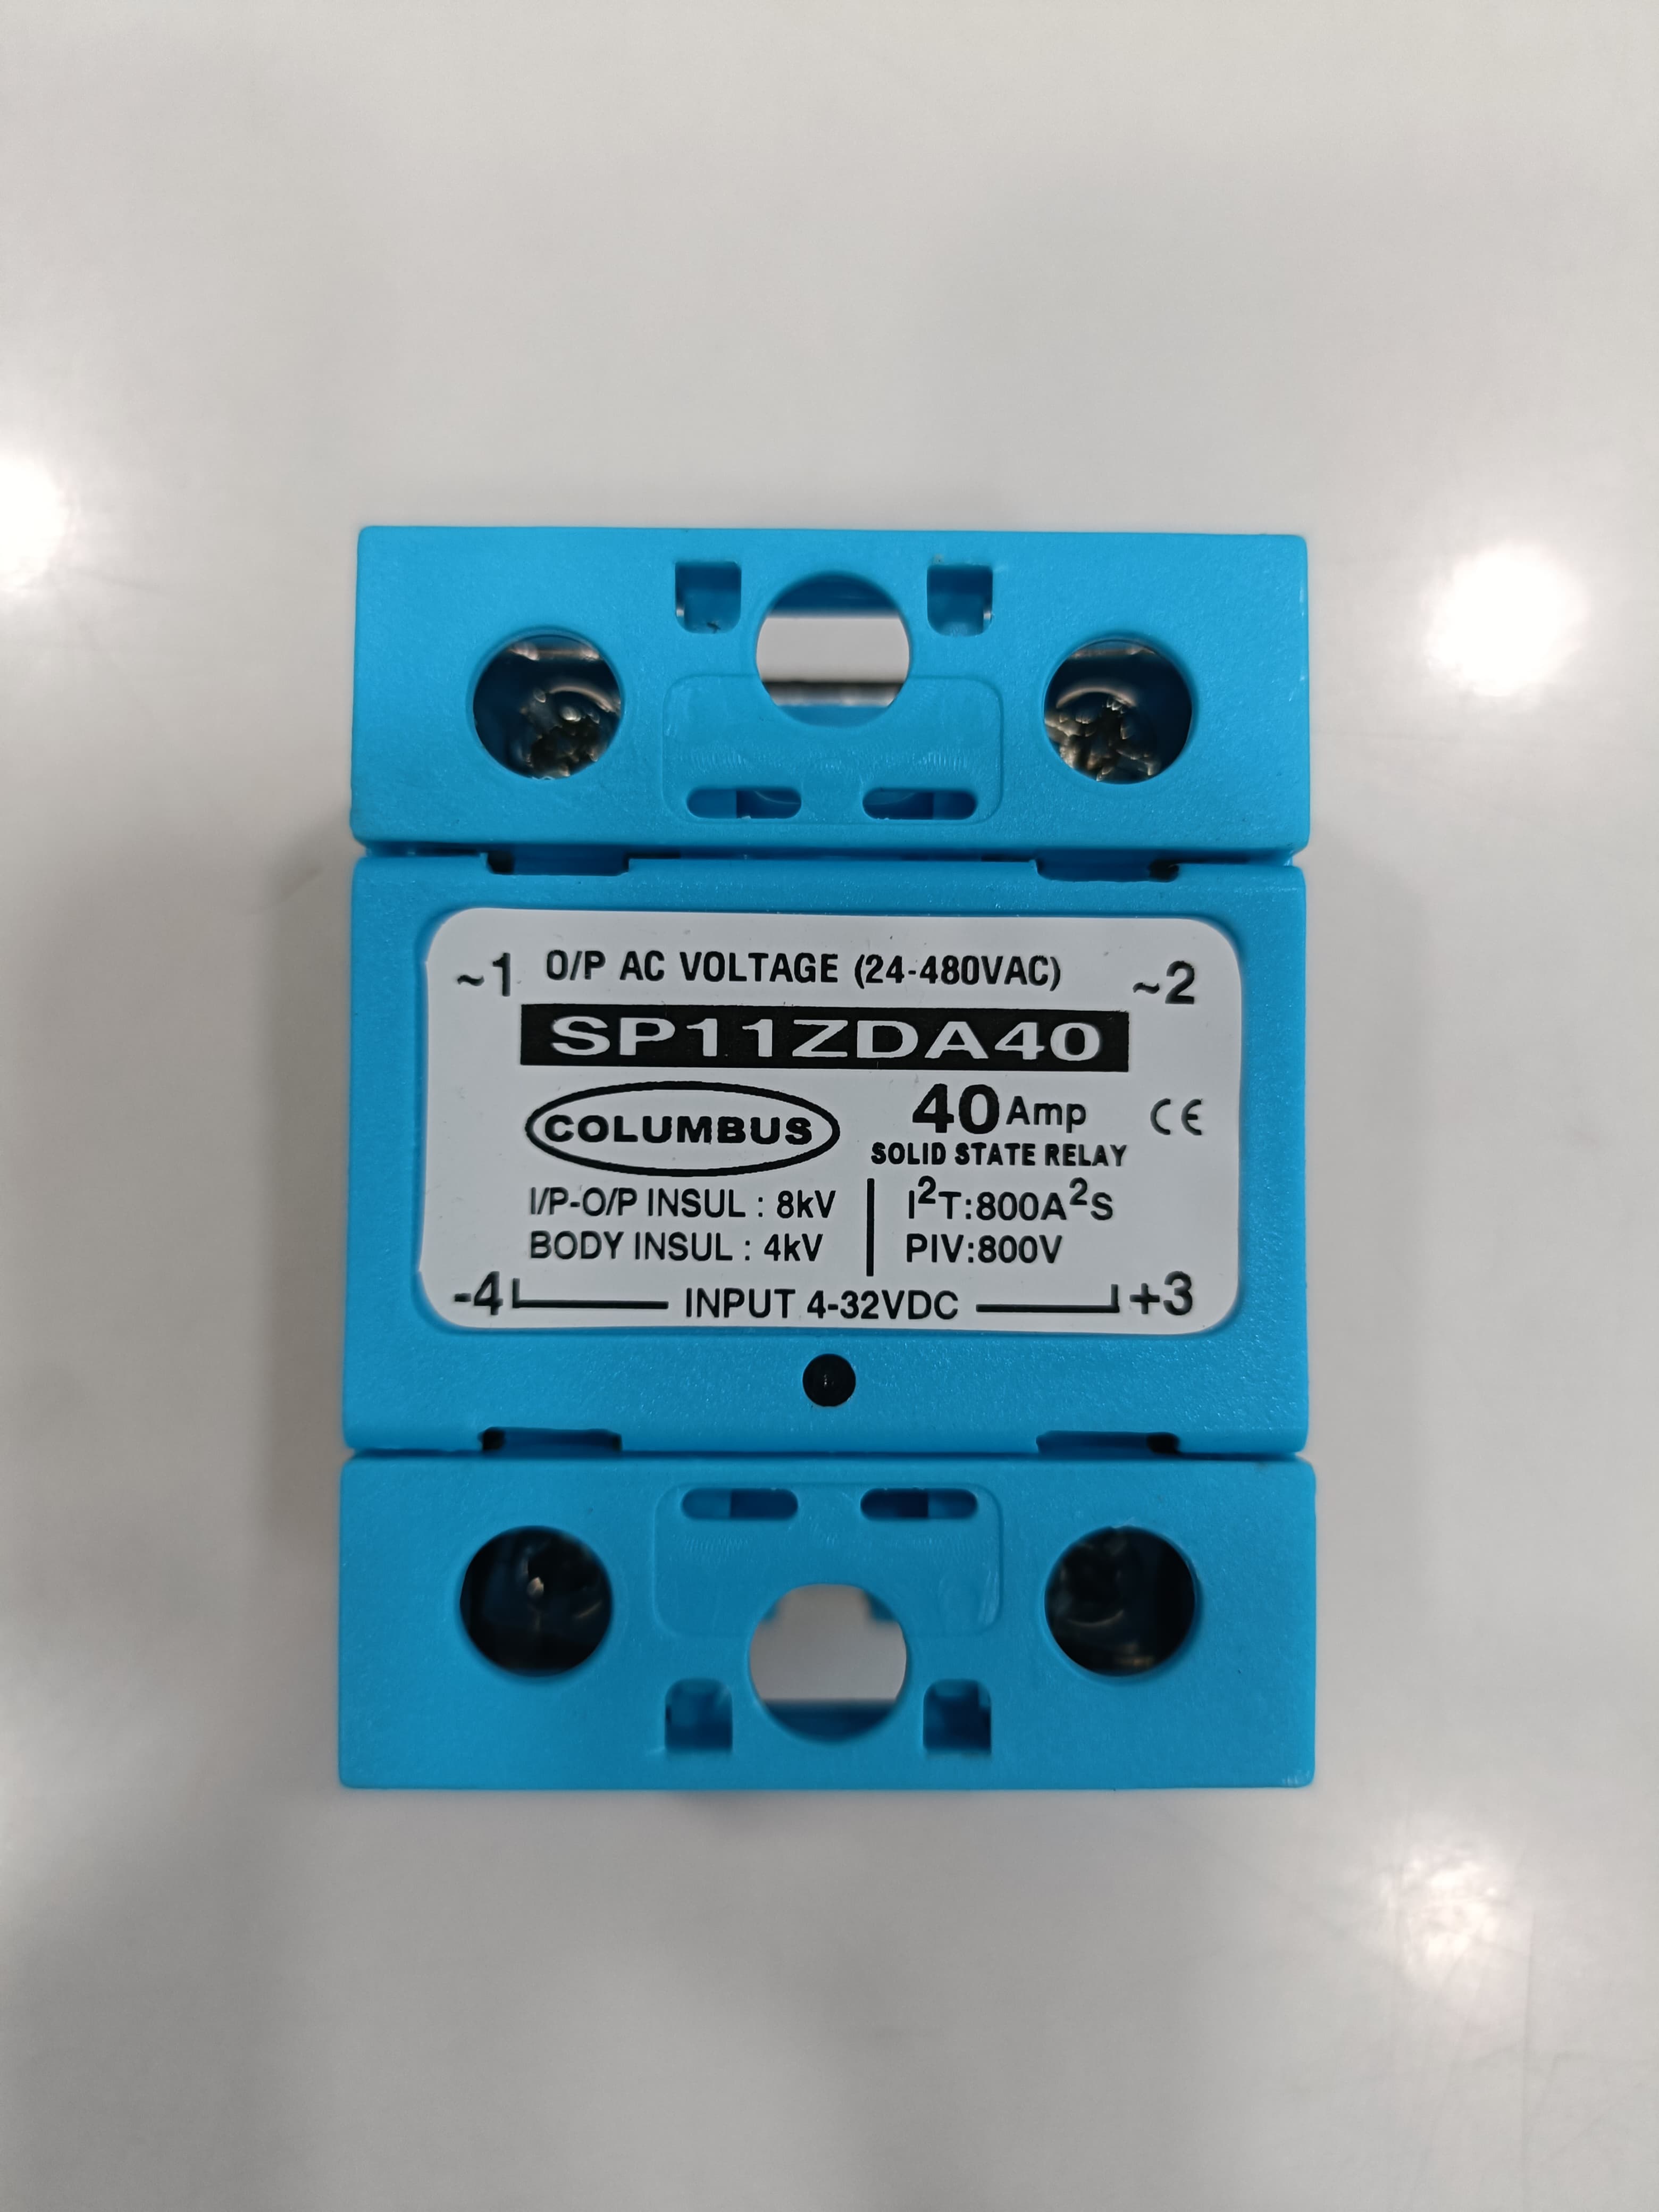 ~1 O/P AC VOLTAGE (24-480VAC) ~2
SP11ZDA40
COLUMBUS 40 Amp CE
SOLID STATE RELAY
I/P-O/P INSUL : 8kV I²T:800A²S
BODY INSUL : 4kV PIV:800V
-4 INPUT 4-32VDC +3